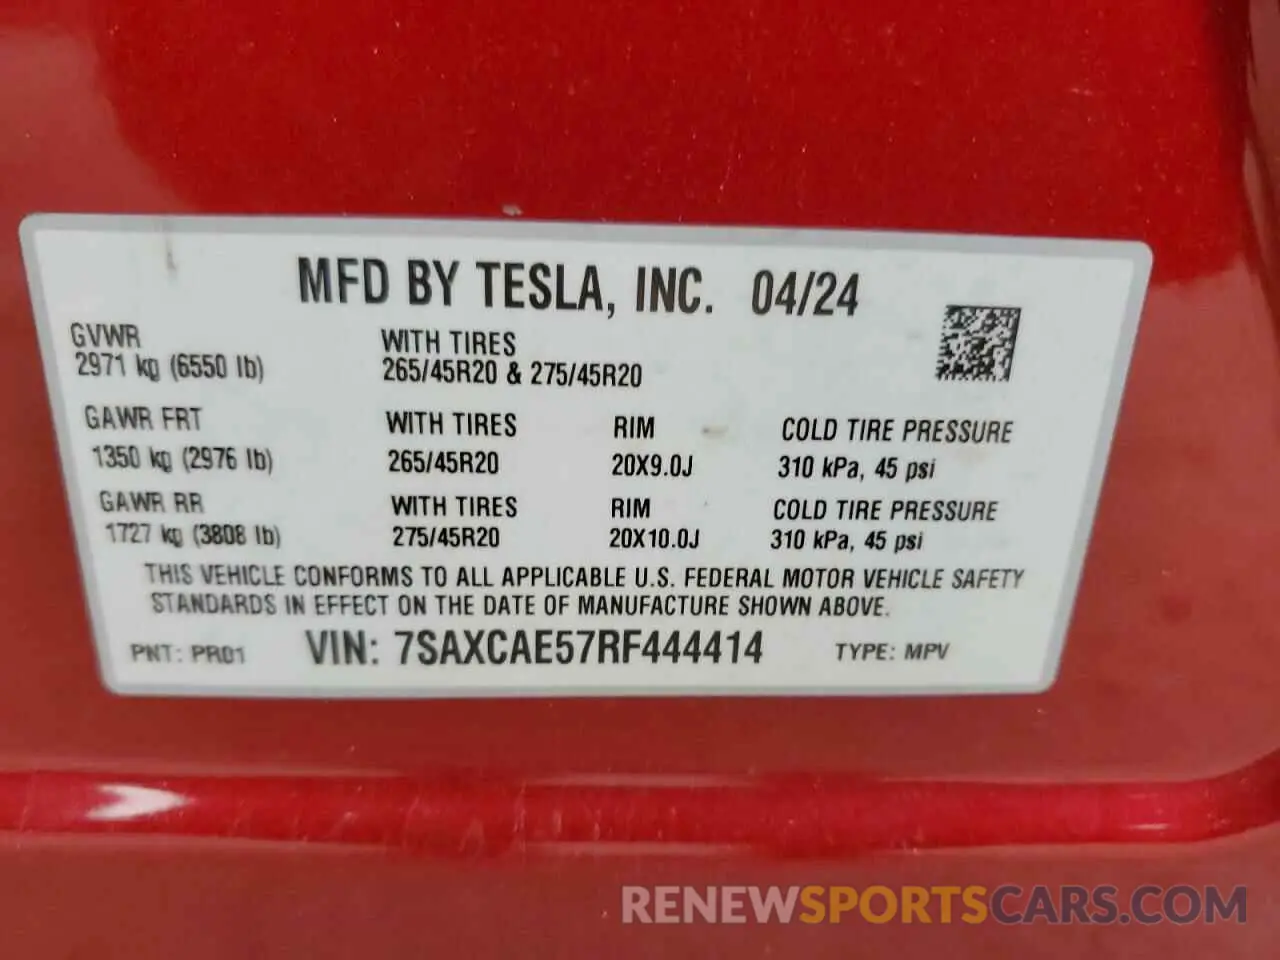 MFD BY TESLA, INC. 04/24
GVWR
2971 kg (6550 lb)
WITH TIRES
265/45R20 & 275/45R20
GAWR FRT WITH TIRES RIM COLD TIRE PRESSURE
1350 kg (2976 lb) 265/45R20 20X9.0J 310 kPa, 45 psi
GAWR RR WITH TIRES RIM COLD TIRE PRESSURE
1727 kg (3808 lb) 275/45R20 20X10.0J 310 kPa, 45 psi
THIS VEHICLE CONFORMS TO ALL APPLICABLE U.S. FEDERAL MOTOR VEHICLE SAFETY
STANDARDS IN EFFECT ON THE DATE OF MANUFACTURE SHOWN ABOVE.
PNT: PR01 VIN: 7SAXCAE57RF444414 TYPE: MPV
RENEWSPORTSCARS.COM